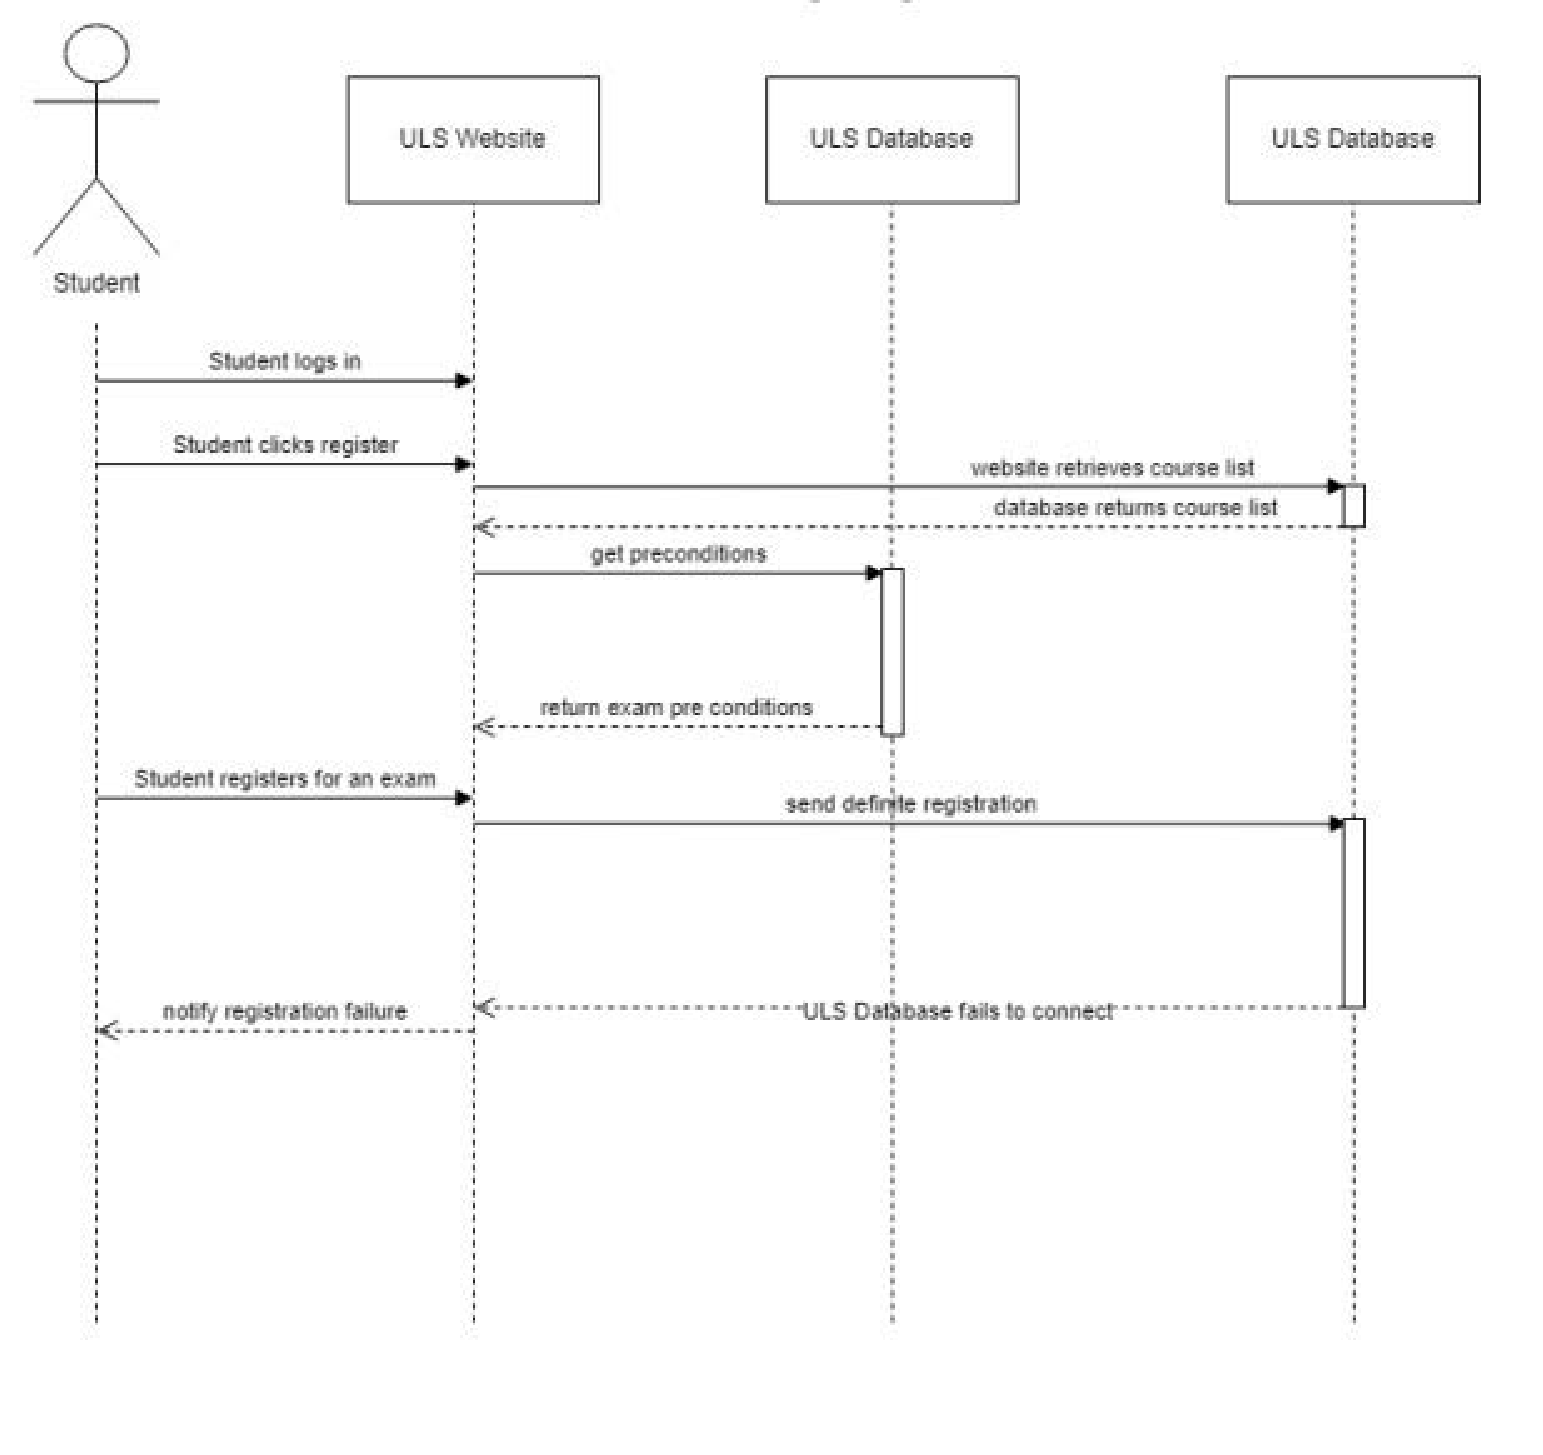 ULS Website
ULS Database
ULS Database
Student
Student logs in
Student clicks register
website retrieves course list
database returns course list
get preconditions
return exam pre conditions
Student registers for an exam
send definite registration
ULS Database fails to connect
notify registration failure